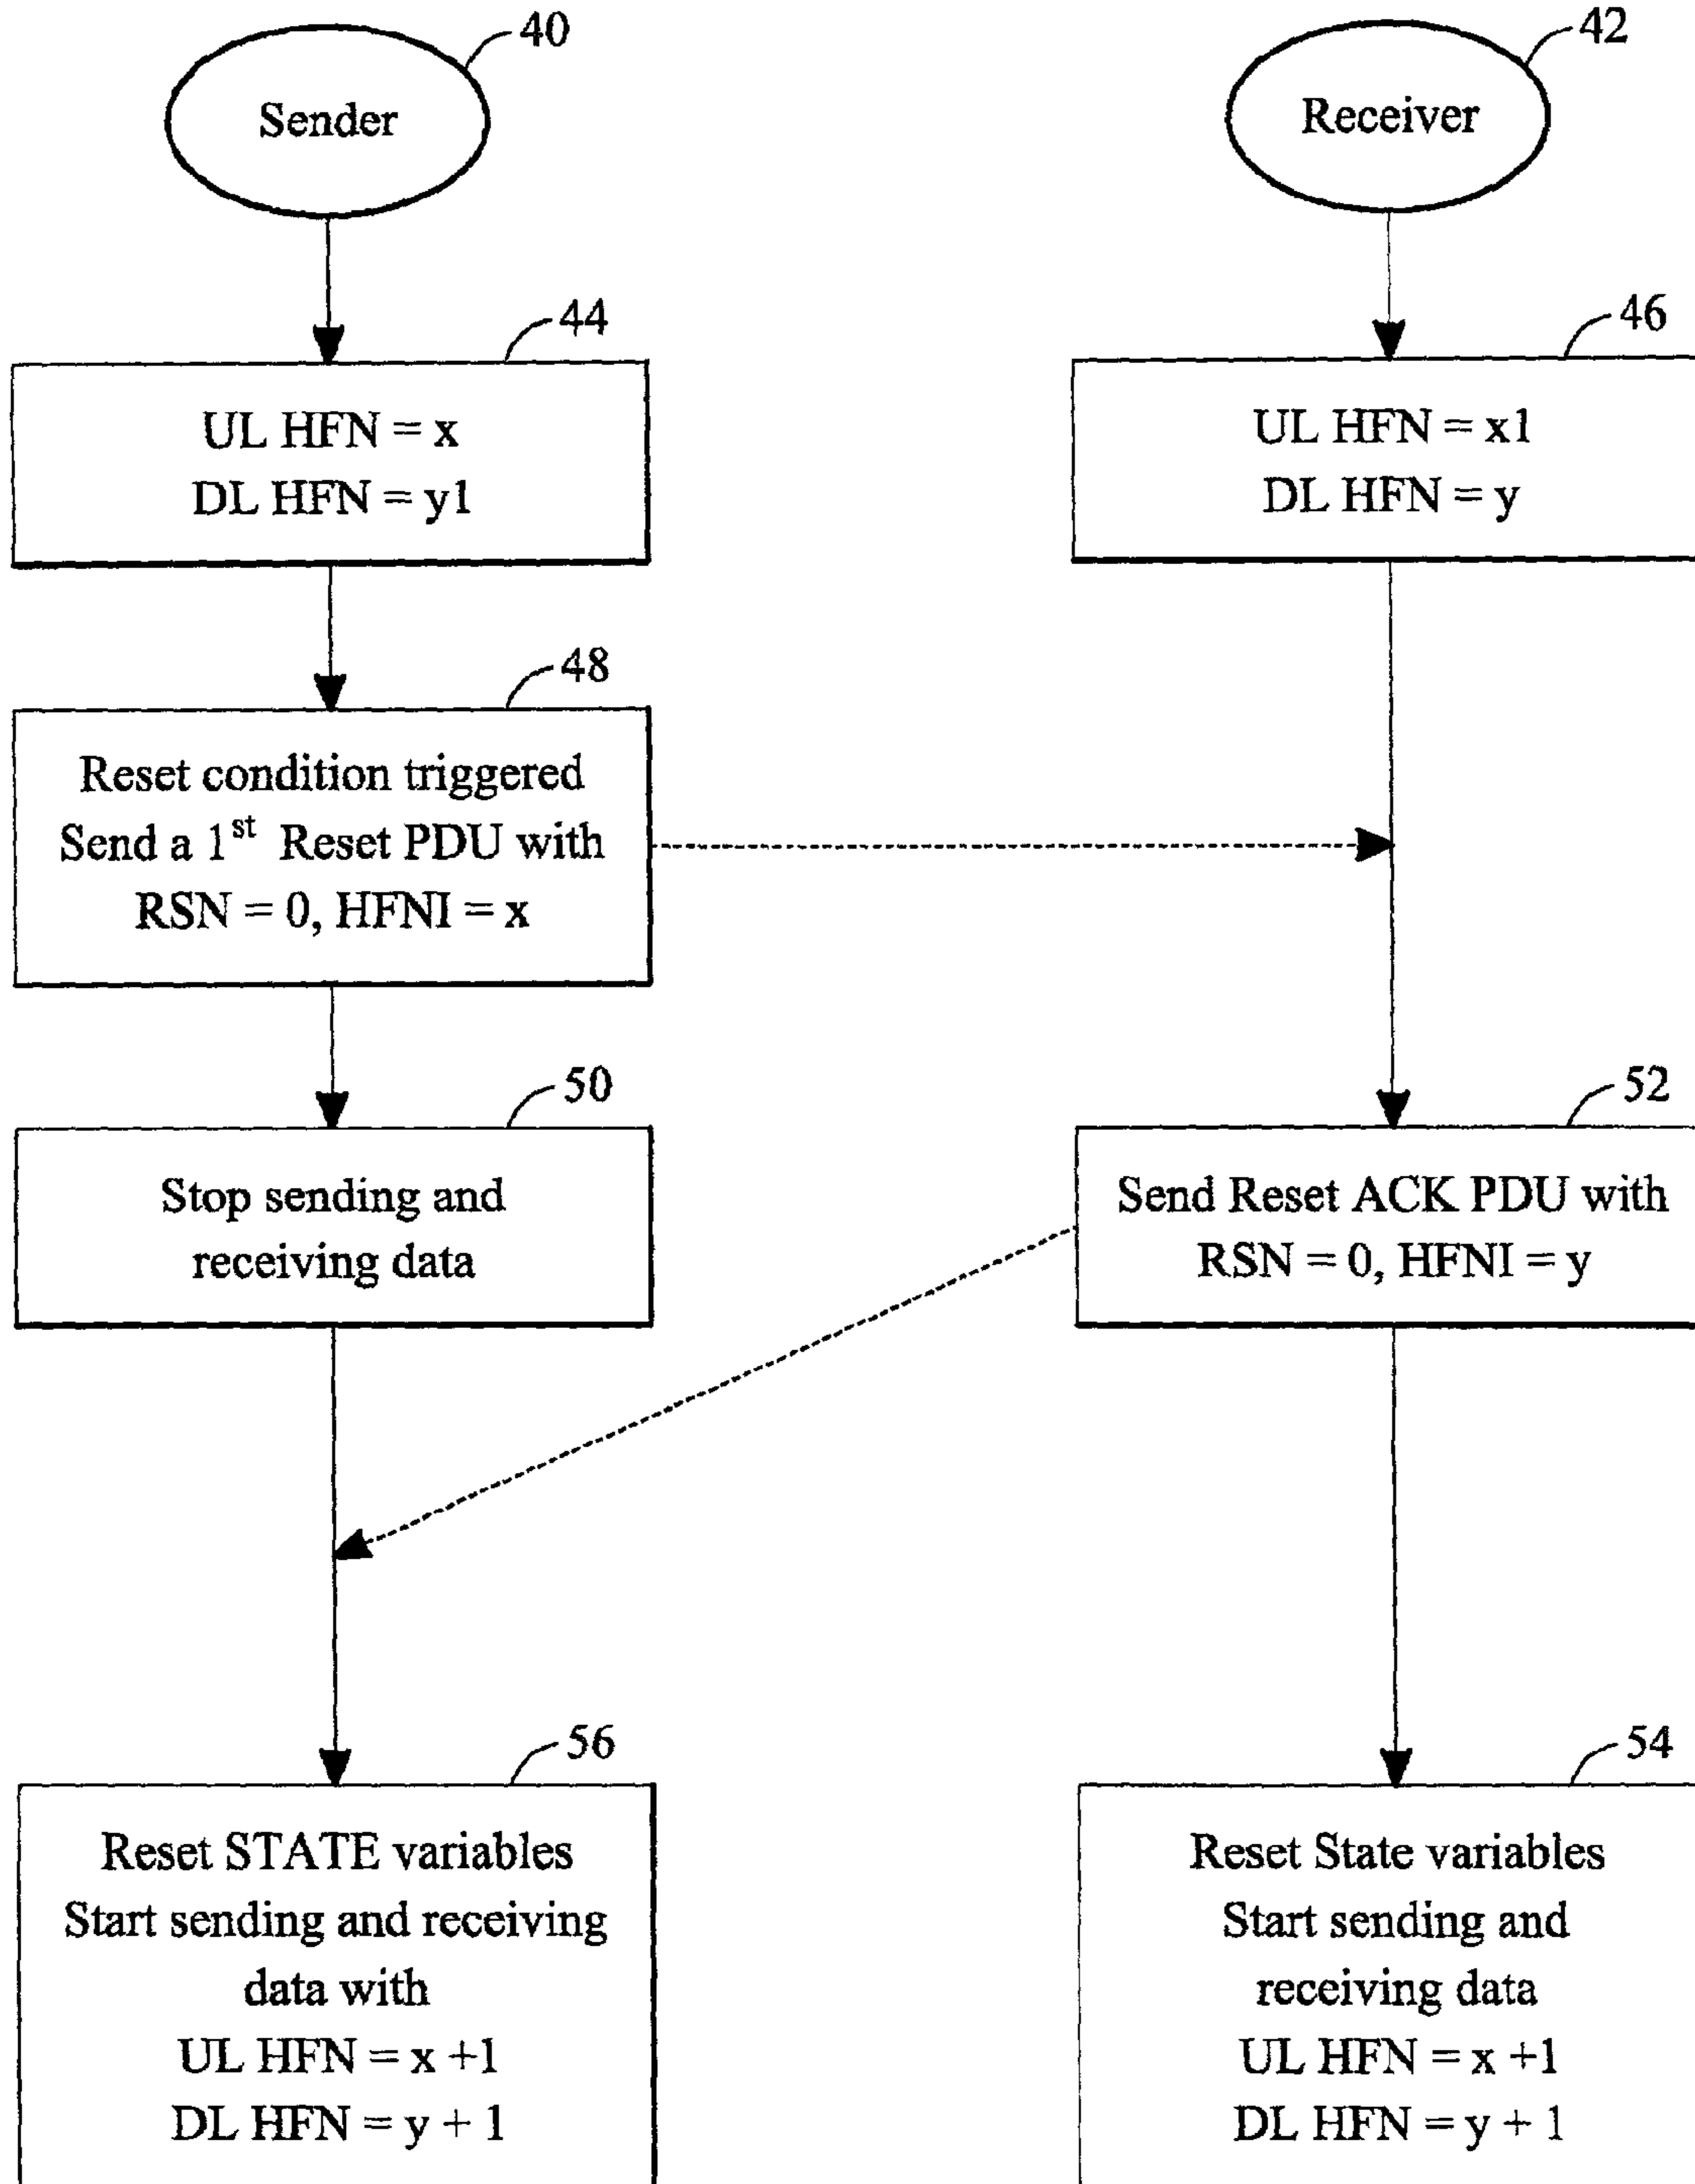 40
Sender
42
Receiver
44
UL HFN = x
DL HFN = y1
46
UL HFN = x1
DL HFN = y
48
Reset condition triggered
Send a 1st Reset PDU with
RSN = 0, HFNI = x
50
Stop sending and
receiving data
52
Send Reset ACK PDU with
RSN = 0, HFNI = y
56
Reset STATE variables
Start sending and receiving
data with
UL HFN = x +1
DL HFN = y + 1
54
Reset State variables
Start sending and
receiving data
UL HFN = x +1
DL HFN = y + 1